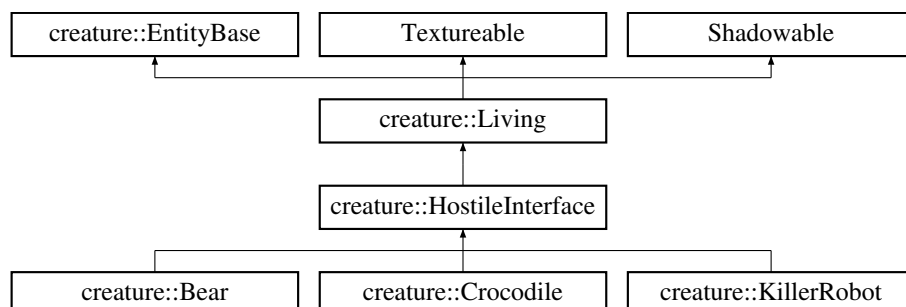 creature::EntityBase
Textureable
Shadowable
creature::Living
creature::HostileInterface
creature::Bear
creature::Crocodile
creature::KillerRobot